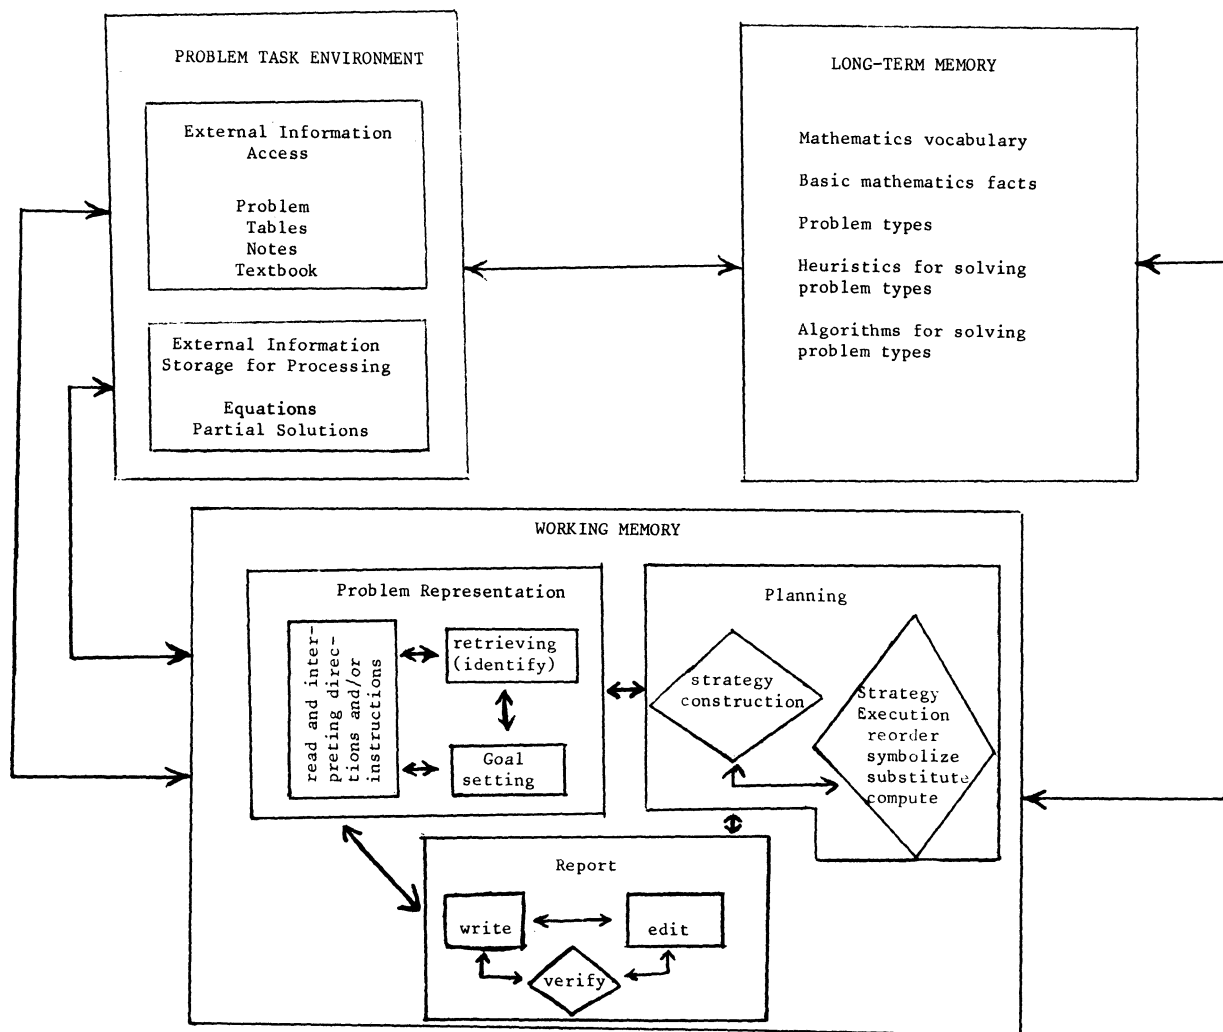 PROBLEM TASK ENVIRONMENT
External Information
Access
Problem
Tables
Notes
Textbook
External Information
Storage for Processing
Equations
Partial Solutions
LONG-TERM MEMORY
Mathematics vocabulary
Basic mathematics facts
Problem types
Heuristics for solving
problem types
Algorithms for solving
problem types
WORKING MEMORY
Problem Representation
read and inter-
preting direc-
tions and/or
instructions
retrieving
(identify)
Goal
setting
Planning
strategy
construction
Strategy
Execution
reorder
symbolize
substitute
compute
Report
write
edit
verify